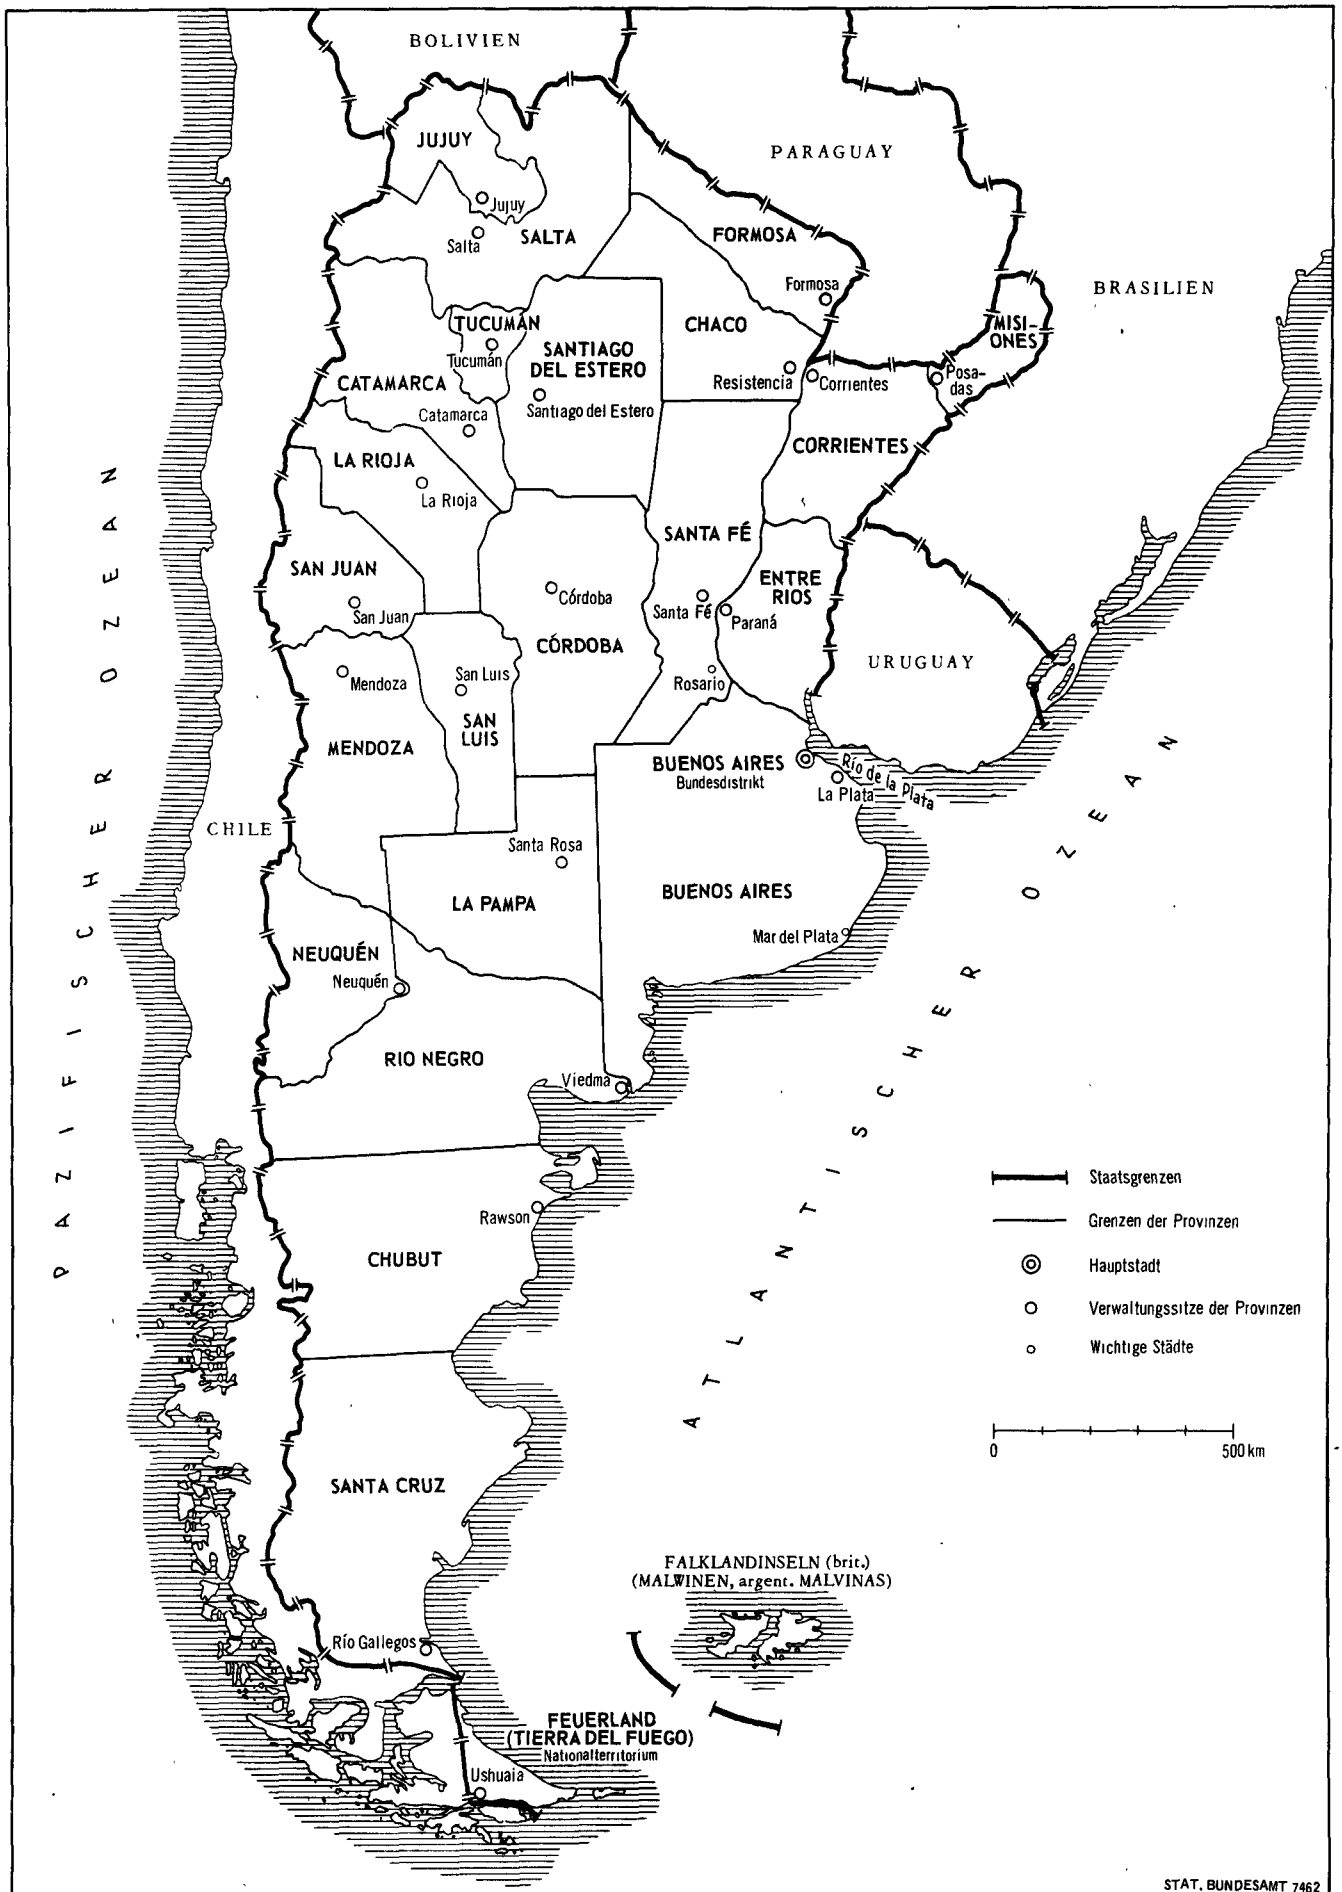 BOLIVIEN
JUJUY
PARAGUAY
Jujuy
Salta
SALTA
FORMOSA
Formosa
BRASILIEN
TUCUMÁN
Tucumán
CHACO
MISI-
ONES
SANTIAGO
DEL ESTERO
Resistencia
Corrientes
Posa-
das
CATAMARCA
Catamarca
Santiago del Estero
CORRIENTES
LA RIOJA
La Rioja
SANTA FÉ
SAN JUAN
San Juan
Córdoba
CÓRDOBA
Santa Fé
Paraná
ENTRE
RIOS
URUGUAY
Mendoza
San Luis
Rosario
MENDOZA
SAN
LUIS
BUENOS AIRES
Bundesdistrikt
Río de la Plata
La Plata
CHILE
Santa Rosa
LA PAMPA
BUENOS AIRES
Mar del Plata
NEUQUÉN
Neuquén
RIO NEGRO
Viedma
PAZIFISCHER OZEAN
ATLANTISCHER OZEAN
Rawson
CHUBUT
Staatsgrenzen
Grenzen der Provinzen
Hauptstadt
Verwaltungssitze der Provinzen
Wichtige Städte
0 500 km
SANTA CRUZ
FALKLANDINSELN (brit.)
(MALWINEN, argent. MALVINAS)
Río Gallegos
FEUERLAND
(TIERRA DEL FUEGO)
Nationalterritorium
Ushuaia
STAT. BUNDESAMT 7462